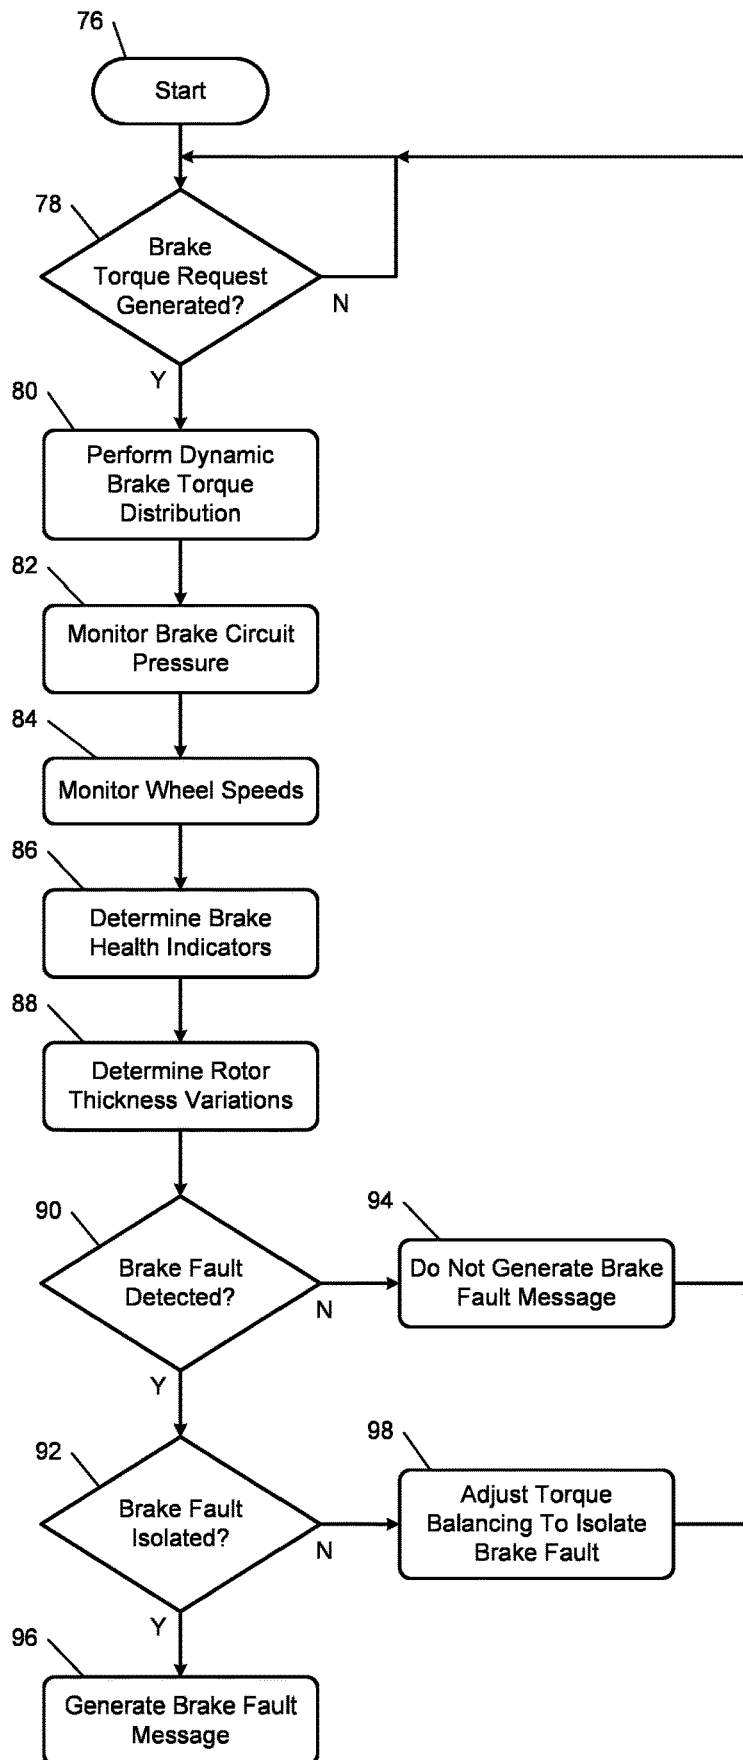 76
Start
78
Brake
Torque Request
Generated?
N
Y
80
Perform Dynamic
Brake Torque
Distribution
82
Monitor Brake Circuit
Pressure
84
Monitor Wheel Speeds
86
Determine Brake
Health Indicators
88
Determine Rotor
Thickness Variations
90
Brake Fault
Detected?
N
Y
94
Do Not Generate Brake
Fault Message
92
Brake Fault
Isolated?
N
Y
98
Adjust Torque
Balancing To Isolate
Brake Fault
96
Generate Brake Fault
Message